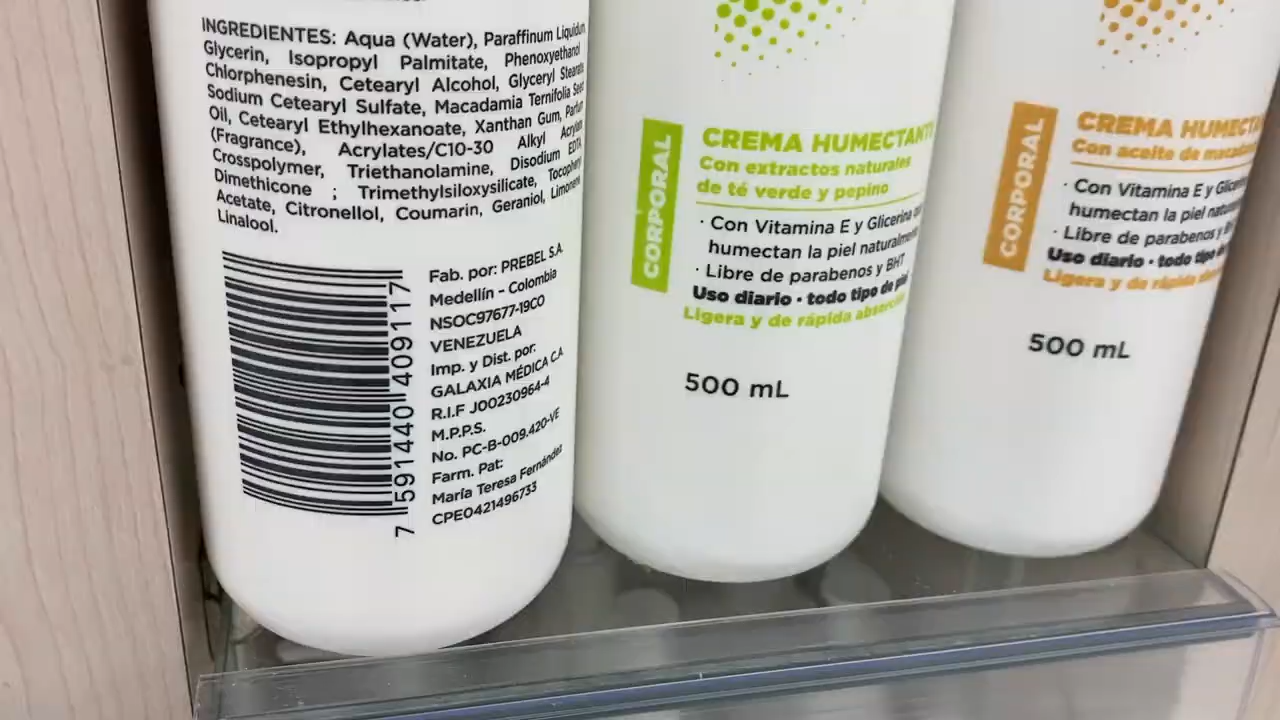 INGREDIENTES: Aqua (Water), Paraffinum Liquidum,
Glycerin, Isopropyl Palmitate, Phenoxyethanol
Chlorphenesin, Cetearyl Alcohol, Glyceryl Stearate
Sodium Cetearyl Sulfate, Macadamia Ternifolia Seed
Oil, Cetearyl Ethylhexanoate, Xanthan Gum, Parfum
(Fragrance), Acrylates/C10-30 Alkyl Acrylate
Crosspolymer, Triethanolamine, Disodium EDTA,
Dimethicone ; Trimethylsiloxysilicate, Tocopheryl
Acetate, Citronellol, Coumarin, Geraniol, Limonene
Linalool.
7 591440 409117
Fab. por: PREBEL S.A.
Medellín - Colombia
NSOC97677-19CO
VENEZUELA
Imp. y Dist. por:
GALAXIA MÉDICA C.A
R.I.F J00230964-4
M.P.P.S.
No. PC-B-009.420-VE
Farm. Pat:
María Teresa Fernández
CPE0421496733
CORPORAL
CREMA HUMECTANTE
Con extractos naturales
de té verde y pepino
· Con Vitamina E y Glicerina
humectan la piel naturalmente
· Libre de parabenos y BHT
Uso diario · todo tipo de piel
Ligera y de rápida absorción
500 mL
CORPORAL
CREMA HUMECTA
Con aceite de macada
· Con Vitamina E y Glicerina
humectan la piel natu
· Libre de parabenos y
Uso diario · todo tipo de
Ligera y de rápida
500 mL